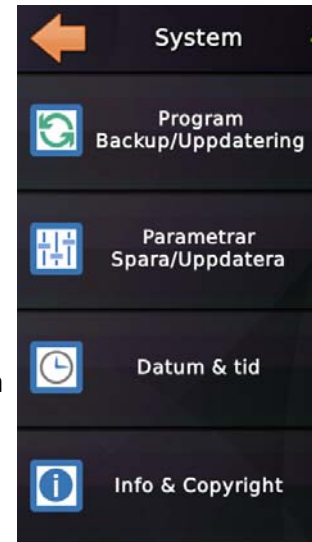 System
Program
Backup/Uppdatering
Parametrar
Spara/Uppdatera
Datum & tid
Info & Copyright